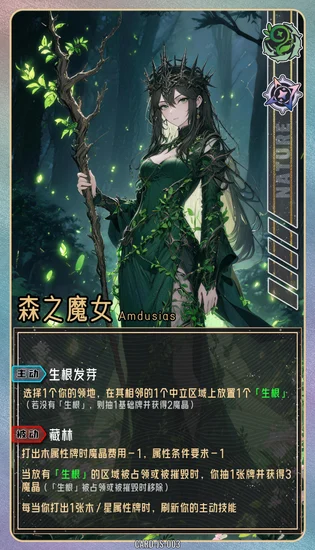 NATURE
森之魔女 Amdusias
主动 生根发芽
选择1个你的领地，在其相邻的1个中立区域上放置1个「生根」
（若没有「生根」，则抽1基础牌并获得2魔晶）
被动 藏林
打出木属性牌时魔晶费用-1，属性条件要求-1
当放有「生根」的区域被占领或被摧毁时，你抽1张牌并获得3
魔晶（「生根」被占领或被摧毁时移除）
每当你打出1张木/星属性牌时，刷新你的主动技能
CARD-JS-003